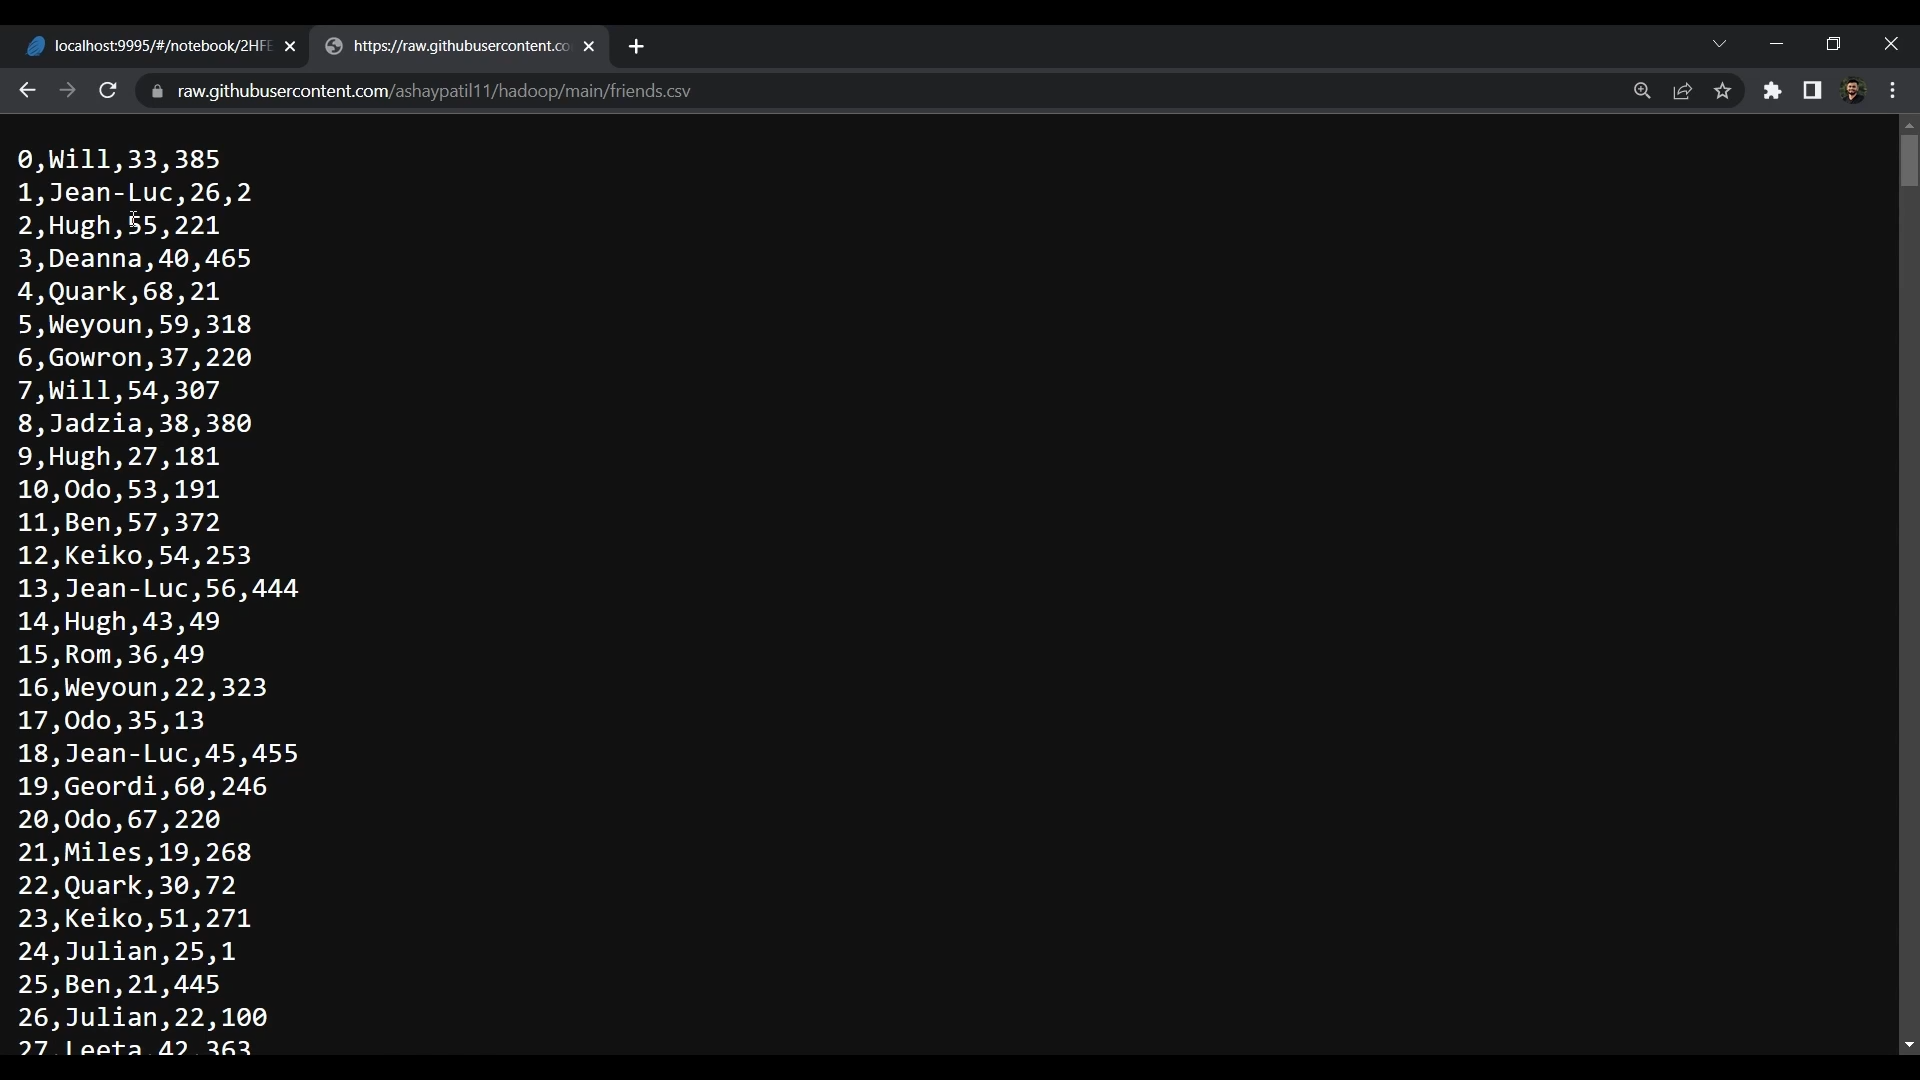 localhost:9995/#/notebook/2HFE
https://raw.githubusercontent.co
raw.githubusercontent.com/ashaypatil11/hadoop/main/friends.csv
0,Will,33,385
1,Jean-Luc,26,2
2,Hugh,55,221
3,Deanna,40,465
4,Quark,68,21
5,Weyoun,59,318
6,Gowron,37,220
7,Will,54,307
8,Jadzia,38,380
9,Hugh,27,181
10,Odo,53,191
11,Ben,57,372
12,Keiko,54,253
13,Jean-Luc,56,444
14,Hugh,43,49
15,Rom,36,49
16,Weyoun,22,323
17,Odo,35,13
18,Jean-Luc,45,455
19,Geordi,60,246
20,Odo,67,220
21,Miles,19,268
22,Quark,30,72
23,Keiko,51,271
24,Julian,25,1
25,Ben,21,445
26,Julian,22,100
27,Leeta,42,363